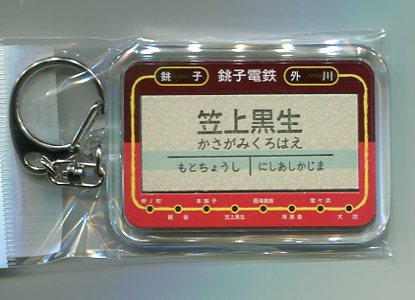 銚 子 銚子電鉄 外 川
笠上黒生
かさがみくろはえ
もとちょうし にしあしかじま
仲ノ町 本銚子 西海鹿島 君ケ浜
観音 笠上黒生 海鹿島 犬吠